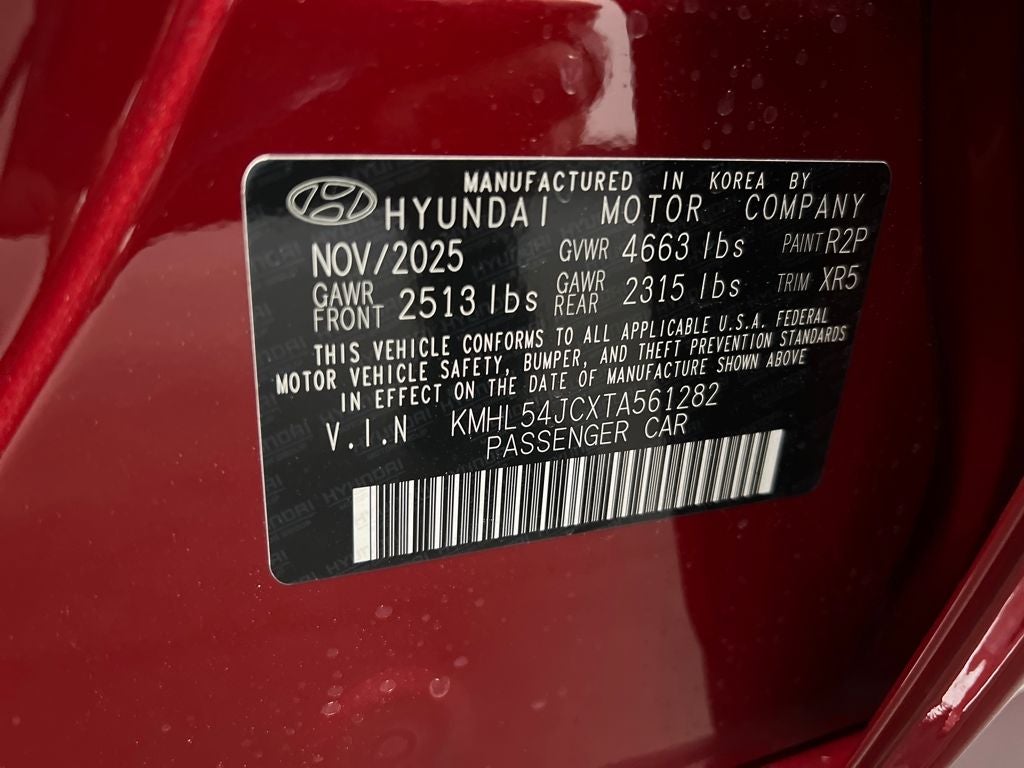 MANUFACTURED IN KOREA BY
HYUNDAI MOTOR COMPANY
NOV/2025 GVWR 4663 lbs PAINT R2P
GAWR FRONT 2513 lbs GAWR REAR 2315 lbs TRIM XR5
THIS VEHICLE CONFORMS TO ALL APPLICABLE U.S.A. FEDERAL
MOTOR VEHICLE SAFETY, BUMPER, AND THEFT PREVENTION STANDARDS
IN EFFECT ON THE DATE OF MANUFACTURE SHOWN ABOVE
V.I.N KMHL54JCXTA561282
PASSENGER CAR